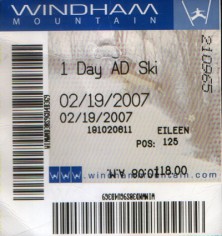 WINDHAM
MOUNTAIN
210965
1 Day AD Ski
02/19/2007
02/19/2007
191020611 EILEEN
POS: 125
118.00
www.windhammountain.com